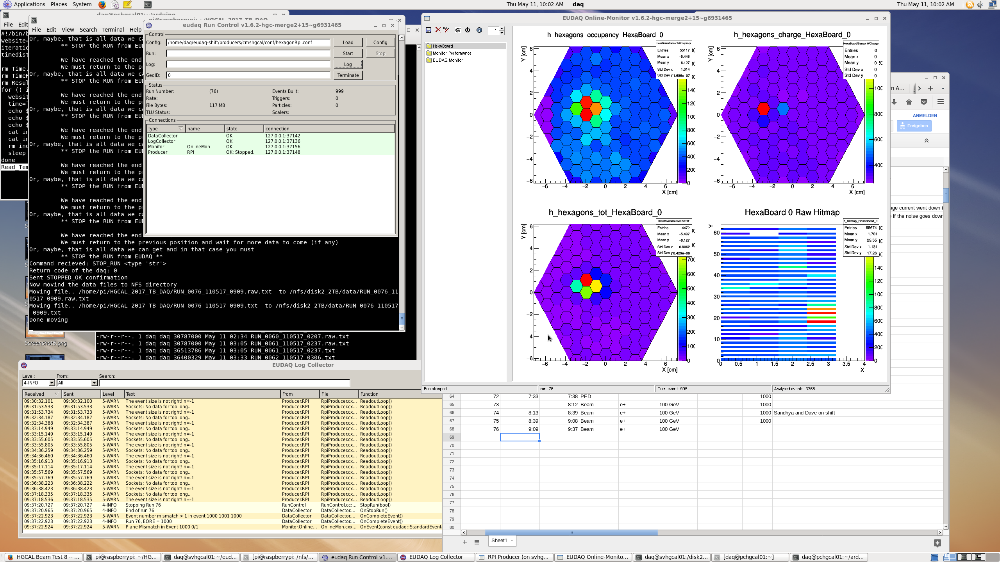 Applications Places System
Thu May 11, 10:02 AM daq
Thu May 11, 10:02 AM
File Edit
#!/bin/b
website=
iteratio
timedist
rm Time.
rm TimeR
rm Resul
for (( i
websit
time=`
echo $
echo $
echo $
cat in
cat in
rm ind
sleep
done
Read_Tem
pi@raspberrypi: ~/HGCAL_2017_TB_DAQ
File Edit View Search Terminal Help
Or, maybe, that is all data we ca
** STOP the RUN from EUD
We have reached the end
We must return to the pr
Or, maybe, that is all data we ca
** STOP the RUN from EUD
We have reached the end
We must return to the pr
Or, maybe, that is all data we ca
** STOP the RUN from EUD
We have reached the end
We must return to the pr
Or, maybe, that is all data we ca
** STOP the RUN from EUD
We have reached the end
We must return to the pr
Or, maybe, that is all data we ca
** STOP the RUN from EUD
We have reached the end
We must return to the pr
Or, maybe, that is all data we ca
** STOP the RUN from EUD
We have reached the end
We must return to the previous position and wait for more data to come (if any)
Or, maybe, that is all data we can get and in that case you must
** STOP the RUN from EUDAQ **
Command recieved: STOP_RUN <type 'str'>
Return code of the daq: 0
Sent STOPPED_OK confirmation
Now movind the data files to NFS directory
Moving file.. /home/pi/HGCAL_2017_TB_DAQ/RUN_0076_110517_0909.raw.txt to /nfs/disk2_2TB/data/RUN_0076_11
0517_0909.raw.txt
Moving file.. /home/pi/HGCAL_2017_TB_DAQ/RUN_0076_110517_0909.txt to /nfs/disk2_2TB/data/RUN_0076_110517
_0909.txt
Done moving
eudaq Run Control v1.6.2-hgc-merge2+15~g6931465
Control
Config: /home/daq/eudaq-shift/producers/cmshgcal/conf/hexagonRpi.conf Load Config
Run: Start Stop
Log: Log
GeoID: 0 Terminate
Status
Run Number: (76) Events Built: 999
Rate: Triggers: 0
File Bytes: 117 MB Particles: 0
TLU Status: Scalers:
Connections
type name state connection
DataCollector OK 127.0.0.1:37142
LogCollector OK 127.0.0.1:37136
Monitor OnlineMon OK 127.0.0.1:37156
Producer RPI OK: Stopped. 127.0.0.1:37148
-rw-r--r--. 1 daq daq 30787000 May 11 02:34 RUN_0060_110517_0207.raw.txt
-rw-r--r--. 1 daq daq 30787000 May 11 03:05 RUN_0061_110517_0237.raw.txt
-rw-r--r--. 1 daq daq 36513786 May 11 03:05 RUN_0061_110517_0237.txt
-rw-r--r--. 1 daq daq 36400329 May 11 03:33 RUN_0062_110517_0306.txt
Screenshot6.png
EUDAQ Online-Monitor v1.6.2-hgc-merge2+15~g6931465
Auto
1
HexaBoard
Monitor Performance
EUDAQ Monitor
h_hexagons_occupancy_HexaBoard_0
HexaBoard/Sensor 0/Occupancy
Entries 55117
Mean x −5.446
Mean y −6.127
Std Dev x 1.014
Std Dev y 1.686e−07
Y [cm]
6 4 2 0 −2 −4 −6
−6 −4 −2 0 2 4 6
X [cm]
h_hexagons_charge_HexaBoard_0
HexaBoard/Sensor 0/Charge
Entries 0
Mean x 0
Mean y 0
Std Dev x 0
Std Dev y 0
Y [cm]
6 4 2 0 −2 −4 −6
−6 −4 −2 0 2 4 6
X [cm]
h_hexagons_tot_HexaBoard_0
HexaBoard/Sensor 0/TOT
Entries 4472
Mean x −5.497
Mean y −6.127
Std Dev x 0.9062
Std Dev y 8.429e−08
Y [cm]
6 4 2 0 −2 −4 −6
−6 −4 −2 0 2 4 6
X [cm]
HexaBoard 0 Raw Hitmap
h_hitmap_HexaBoard_0
Entries 55674
Mean x 1.701
Mean y 29.55
Std Dev x 1.131
Std Dev y 17.26
Y
60 50 40 30 20 10 0
0 0.5 1 1.5 2 2.5 3 3.5 4
X
Run stopped run: 76 Curr. event: 999 Analysed events: 3768
n A...
ANMELDEN
Freigeben
age current went down t
if the noise goes down
64 72 7:33 7:38 PED 1000
65 73 8:12 Beam e+ 100 GeV 1000
66 74 8:13 8:39 Beam e+ 100 GeV 1000 Sandhya and Dave on shift
67 75 8:39 9:08 Beam e+ 100 GeV 1000
68 76 9:09 9:37 Beam e+ 100 GeV
69
70
71
72
73
74
75
76
77
78
79
80
Sheet1
EUDAQ Log Collector
Level: From: Search:
4-INFO All
Received Sent Level Text From File Function
09:30:32.101 09:30:32.100 5-WARN The event size is not right! n=-1 Producer.RPI RpiProducer.cx... ReadoutLoop()
09:31:53.533 09:31:53.533 5-WARN Sockets: No data for too long.. Producer.RPI RpiProducer.cx... ReadoutLoop()
09:31:53.734 09:31:53.733 5-WARN The event size is not right! n=-1 Producer.RPI RpiProducer.cx... ReadoutLoop()
09:32:34.187 09:32:34.187 5-WARN Sockets: No data for too long.. Producer.RPI RpiProducer.cx... ReadoutLoop()
09:32:34.388 09:32:34.387 5-WARN The event size is not right! n=-1 Producer.RPI RpiProducer.cx... ReadoutLoop()
09:33:14.949 09:33:14.949 5-WARN Sockets: No data for too long.. Producer.RPI RpiProducer.cx... ReadoutLoop()
09:33:15.149 09:33:15.149 5-WARN The event size is not right! n=-1 Producer.RPI RpiProducer.cx... ReadoutLoop()
09:33:55.605 09:33:55.605 5-WARN Sockets: No data for too long.. Producer.RPI RpiProducer.cx... ReadoutLoop()
09:33:55.805 09:33:55.805 5-WARN The event size is not right! n=-1 Producer.RPI RpiProducer.cx... ReadoutLoop()
09:34:36.259 09:34:36.259 5-WARN Sockets: No data for too long.. Producer.RPI RpiProducer.cx... ReadoutLoop()
09:34:36.460 09:34:36.460 5-WARN The event size is not right! n=-1 Producer.RPI RpiProducer.cx... ReadoutLoop()
09:35:16.913 09:35:16.913 5-WARN Sockets: No data for too long.. Producer.RPI RpiProducer.cx... ReadoutLoop()
09:35:17.114 09:35:17.114 5-WARN The event size is not right! n=-1 Producer.RPI RpiProducer.cx... ReadoutLoop()
09:35:57.569 09:35:57.569 5-WARN Sockets: No data for too long.. Producer.RPI RpiProducer.cx... ReadoutLoop()
09:35:57.769 09:35:57.769 5-WARN The event size is not right! n=-1 Producer.RPI RpiProducer.cx... ReadoutLoop()
09:36:38.223 09:36:38.222 5-WARN Sockets: No data for too long.. Producer.RPI RpiProducer.cx... ReadoutLoop()
09:36:38.423 09:36:38.423 5-WARN The event size is not right! n=-1 Producer.RPI RpiProducer.cx... ReadoutLoop()
09:37:18.335 09:37:18.335 5-WARN Sockets: No data for too long.. Producer.RPI RpiProducer.cx... ReadoutLoop()
09:37:18.536 09:37:18.535 5-WARN The event size is not right! n=-1 Producer.RPI RpiProducer.cx... ReadoutLoop()
09:37:20.727 09:37:20.727 4-INFO Stopping Run 76 RunControl RunControl.cc:... StopRun(bool)
09:37:20.965 09:37:20.965 4-INFO End of run 76 DataCollector DataCollector.... OnStopRun()
09:37:22.923 09:37:22.923 5-WARN Event number mismatch > 1 in event 1000 1001 1000 DataCollector DataCollector.... OnCompleteEvent()
09:37:22.923 09:37:22.923 4-INFO Run 76, EORE = 1000 DataCollector DataCollector.... OnCompleteEvent()
09:37:22.924 09:37:22.924 5-WARN Plane Mismatch in Event 1000 0/1 Monitor.Online... OnlineMon.cxx... OnEvent(const eudaq::StandardEvent
HGCAL Beam Test 8 -- ... pi@raspberrypi: ~/HG... daq@svhgcal01:~/eud... [pi@raspberrypi: /nfs/... eudaq Run Control v1.... EUDAQ Log Collector RPI Producer (on svhg... EUDAQ Online-Monito... daq@svhgcal01:/disk2... [daq@pchgcal01:~] daq@pchgcal01:~/ard...